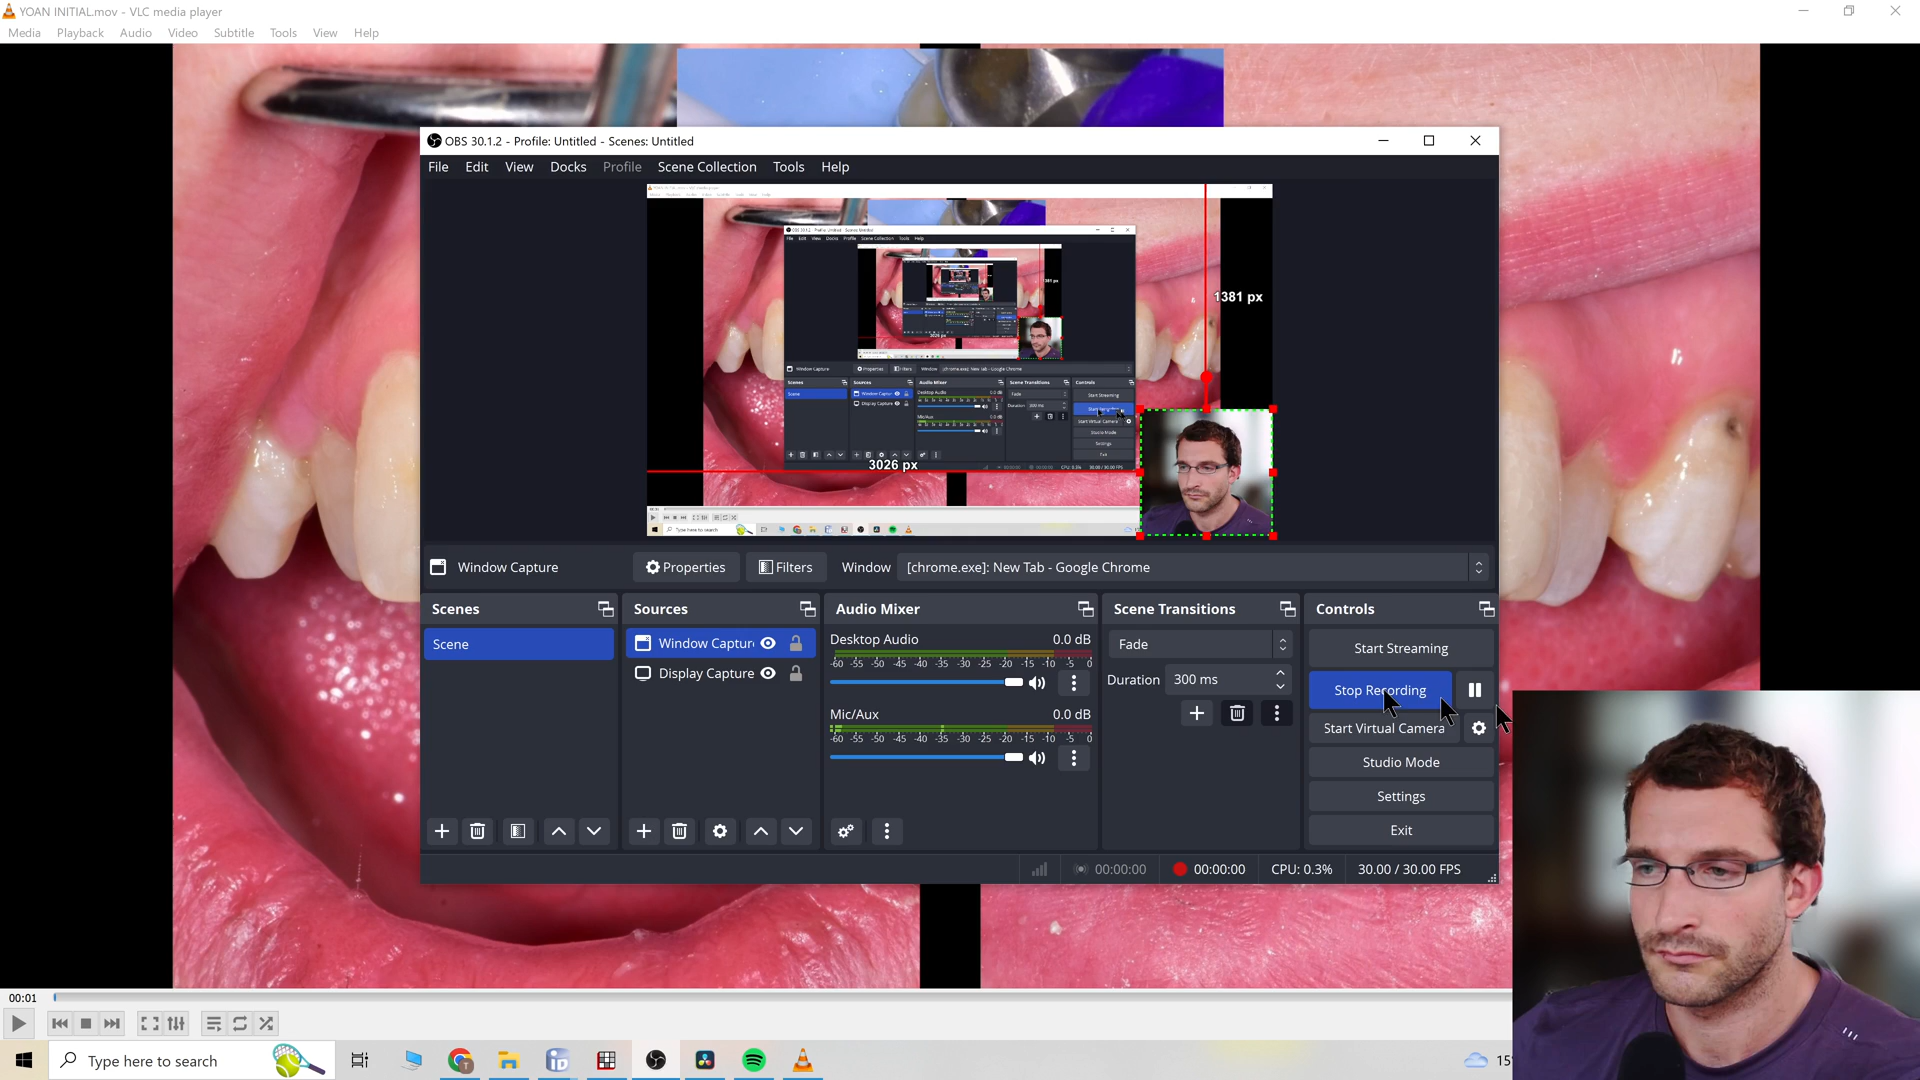 YOAN INITIAL.mov - VLC media player
Media Playback Audio Video Subtitle Tools View Help
OBS 30.1.2 - Profile: Untitled - Scenes: Untitled
File Edit View Docks Profile Scene Collection Tools Help
1381 px
3026 px
Window Capture Properties Filters Window [chrome.exe]: New Tab - Google Chrome
Scenes Sources Audio Mixer Scene Transitions Controls
Scene
Window Captur
Display Capture
Desktop Audio 0.0 dB
-60 -55 -50 -45 -40 -35 -30 -25 -20 -15 -10 -5 0
Mic/Aux 0.0 dB
-60 -55 -50 -45 -40 -35 -30 -25 -20 -15 -10 -5 0
Fade
Duration 300 ms
Start Streaming
Stop Recording
Start Virtual Camera
Studio Mode
Settings
Exit
00:00:00 00:00:00 CPU: 0.3% 30.00 / 30.00 FPS
00:01
Type here to search
15°